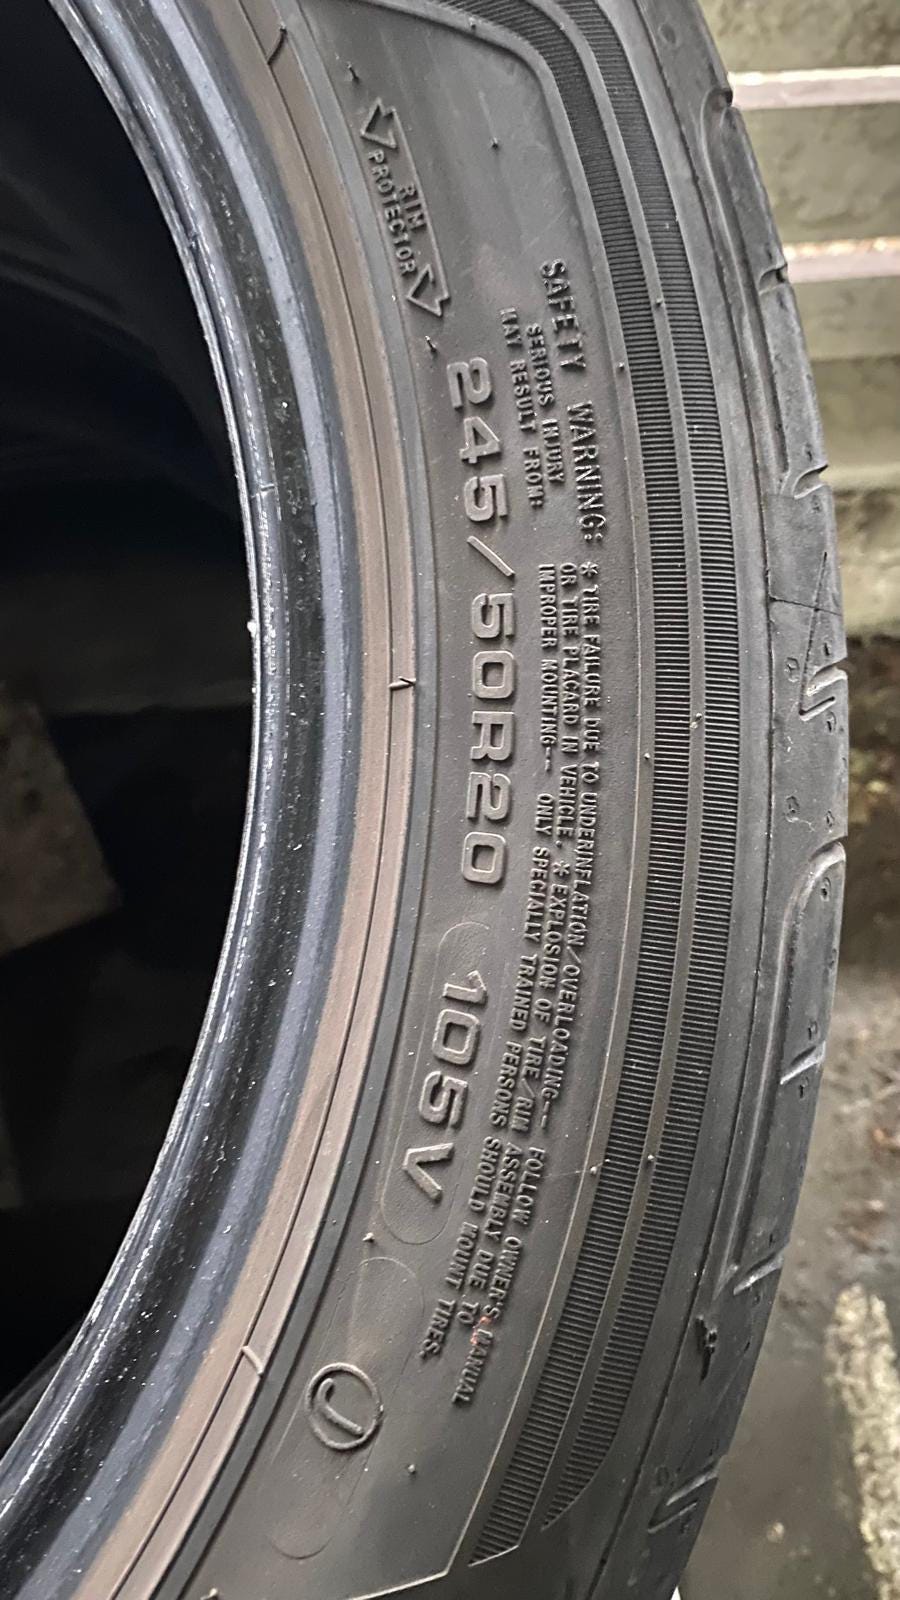 RIM
PROTECTOR
SAFETY WARNING:
SERIOUS INJURY
MAY RESULT FROM:
* TIRE FAILURE DUE TO UNDERINFLATION/OVERLOADING-- FOLLOW OWNER'S MANUAL
OR TIRE PLACARD IN VEHICLE. * EXPLOSION OF TIRE/RIM ASSEMBLY DUE TO
IMPROPER MOUNTING-- ONLY SPECIALLY TRAINED PERSONS SHOULD MOUNT TIRES.
245/50R20 105V
J